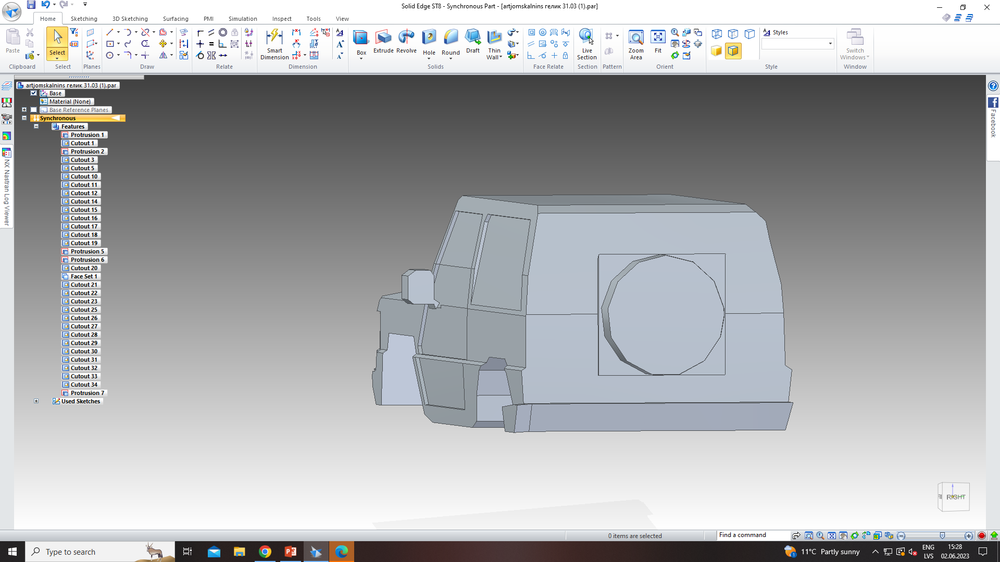 Solid Edge ST8 - Synchronous Part - [artjomskalnins гелик 31.03 (1).par]
Home
Sketching
3D Sketching
Surfacing
PMI
Simulation
Inspect
Tools
View
Paste
Select
Smart Dimension
Box
Extrude
Revolve
Hole
Round
Draft
Thin Wall
Live Section
Zoom Area
Fit
Styles
Switch Windows
Clipboard
Select
Planes
Draw
Relate
Dimension
Solids
Face Relate
Section
Pattern
Orient
Style
Window
artjomskalnins гелик 31.03 (1).par
Base
Material (None)
Base Reference Planes
Synchronous
Features
Protrusion 1
Cutout 1
Protrusion 2
Cutout 3
Cutout 5
Cutout 10
Cutout 11
Cutout 12
Cutout 14
Cutout 15
Cutout 16
Cutout 17
Cutout 18
Cutout 19
Protrusion 5
Protrusion 6
Cutout 20
Face Set 1
Cutout 21
Cutout 22
Cutout 23
Cutout 25
Cutout 26
Cutout 27
Cutout 28
Cutout 29
Cutout 30
Cutout 31
Cutout 32
Cutout 33
Cutout 34
Protrusion 7
Used Sketches
NX Nastran Log Viewer
Facebook
RIGHT
0 items are selected
Find a command
Type to search
11°C Partly sunny
ENG
LVS
15:28
02.06.2023